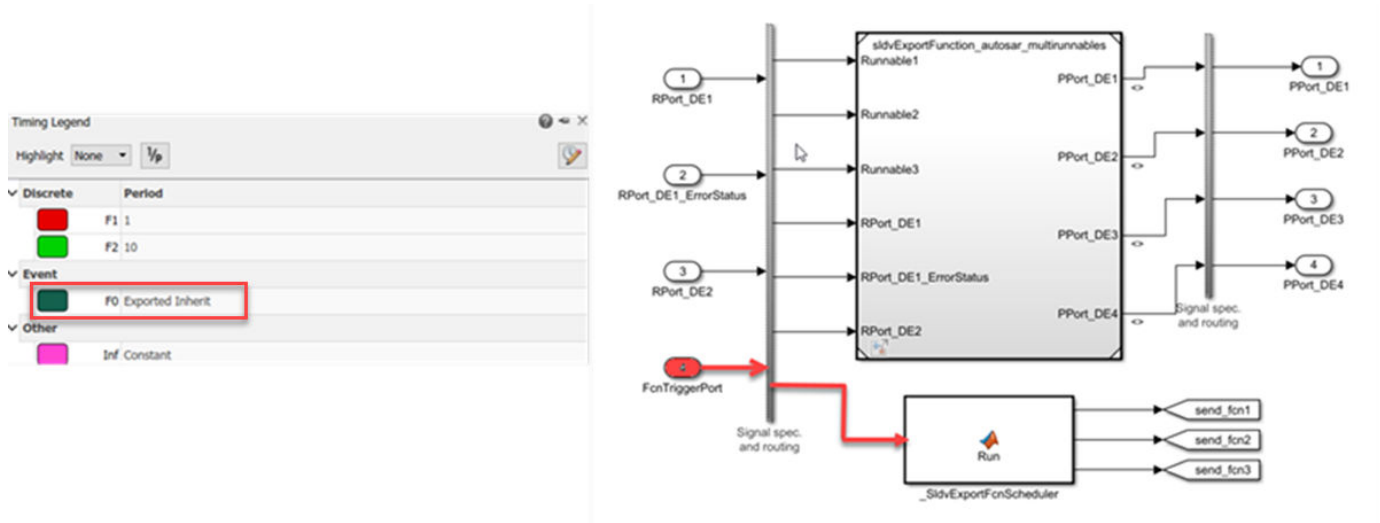 Timing Legend
Highlight None 1/p
Discrete Period
F1 1
F2 10
Event
F0 Exported Inherit
Other
Inf Constant
sldvExportFunction_autosar_multirunnables
Runnable1
Runnable2
Runnable3
RPort_DE1
RPort_DE1_ErrorStatus
RPort_DE2
PPort_DE1
PPort_DE2
PPort_DE3
PPort_DE4
1
RPort_DE1
2
RPort_DE1_ErrorStatus
3
RPort_DE2
FcnTriggerPort
Signal spec.
and routing
1
PPort_DE1
2
PPort_DE2
3
PPort_DE3
4
PPort_DE4
Signal spec.
and routing
<>
<>
<>
<>
Run
_SldvExportFcnScheduler
send_fcn1
send_fcn2
send_fcn3